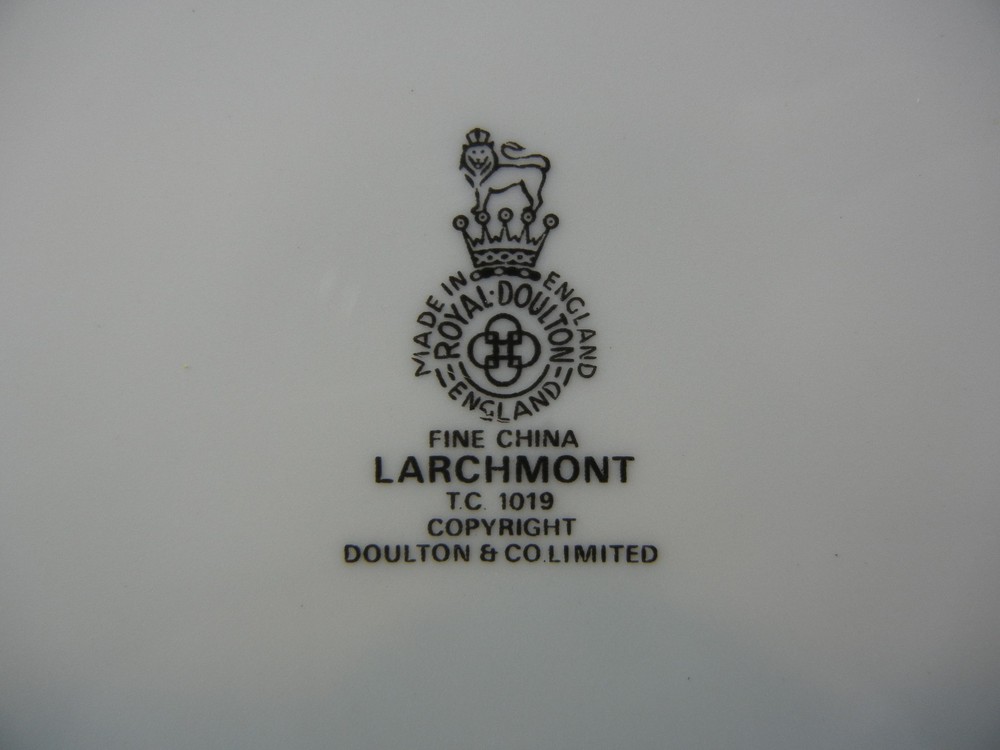 MADE IN ENGLAND
ROYAL·DOULTON
ENGLAND
FINE CHINA
LARCHMONT
T.C. 1019
COPYRIGHT
DOULTON & CO.LIMITED